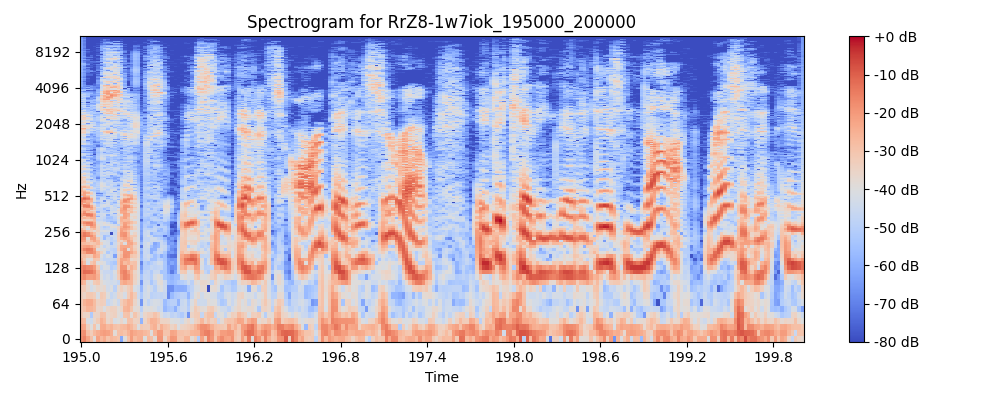 Spectrogram for RrZ8-1w7iok_195000_200000
8192
4096
2048
1024
512
256
128
64
0
Hz
195.0 195.6 196.2 196.8 197.4 198.0 198.6 199.2 199.8
Time
+0 dB
-10 dB
-20 dB
-30 dB
-40 dB
-50 dB
-60 dB
-70 dB
-80 dB